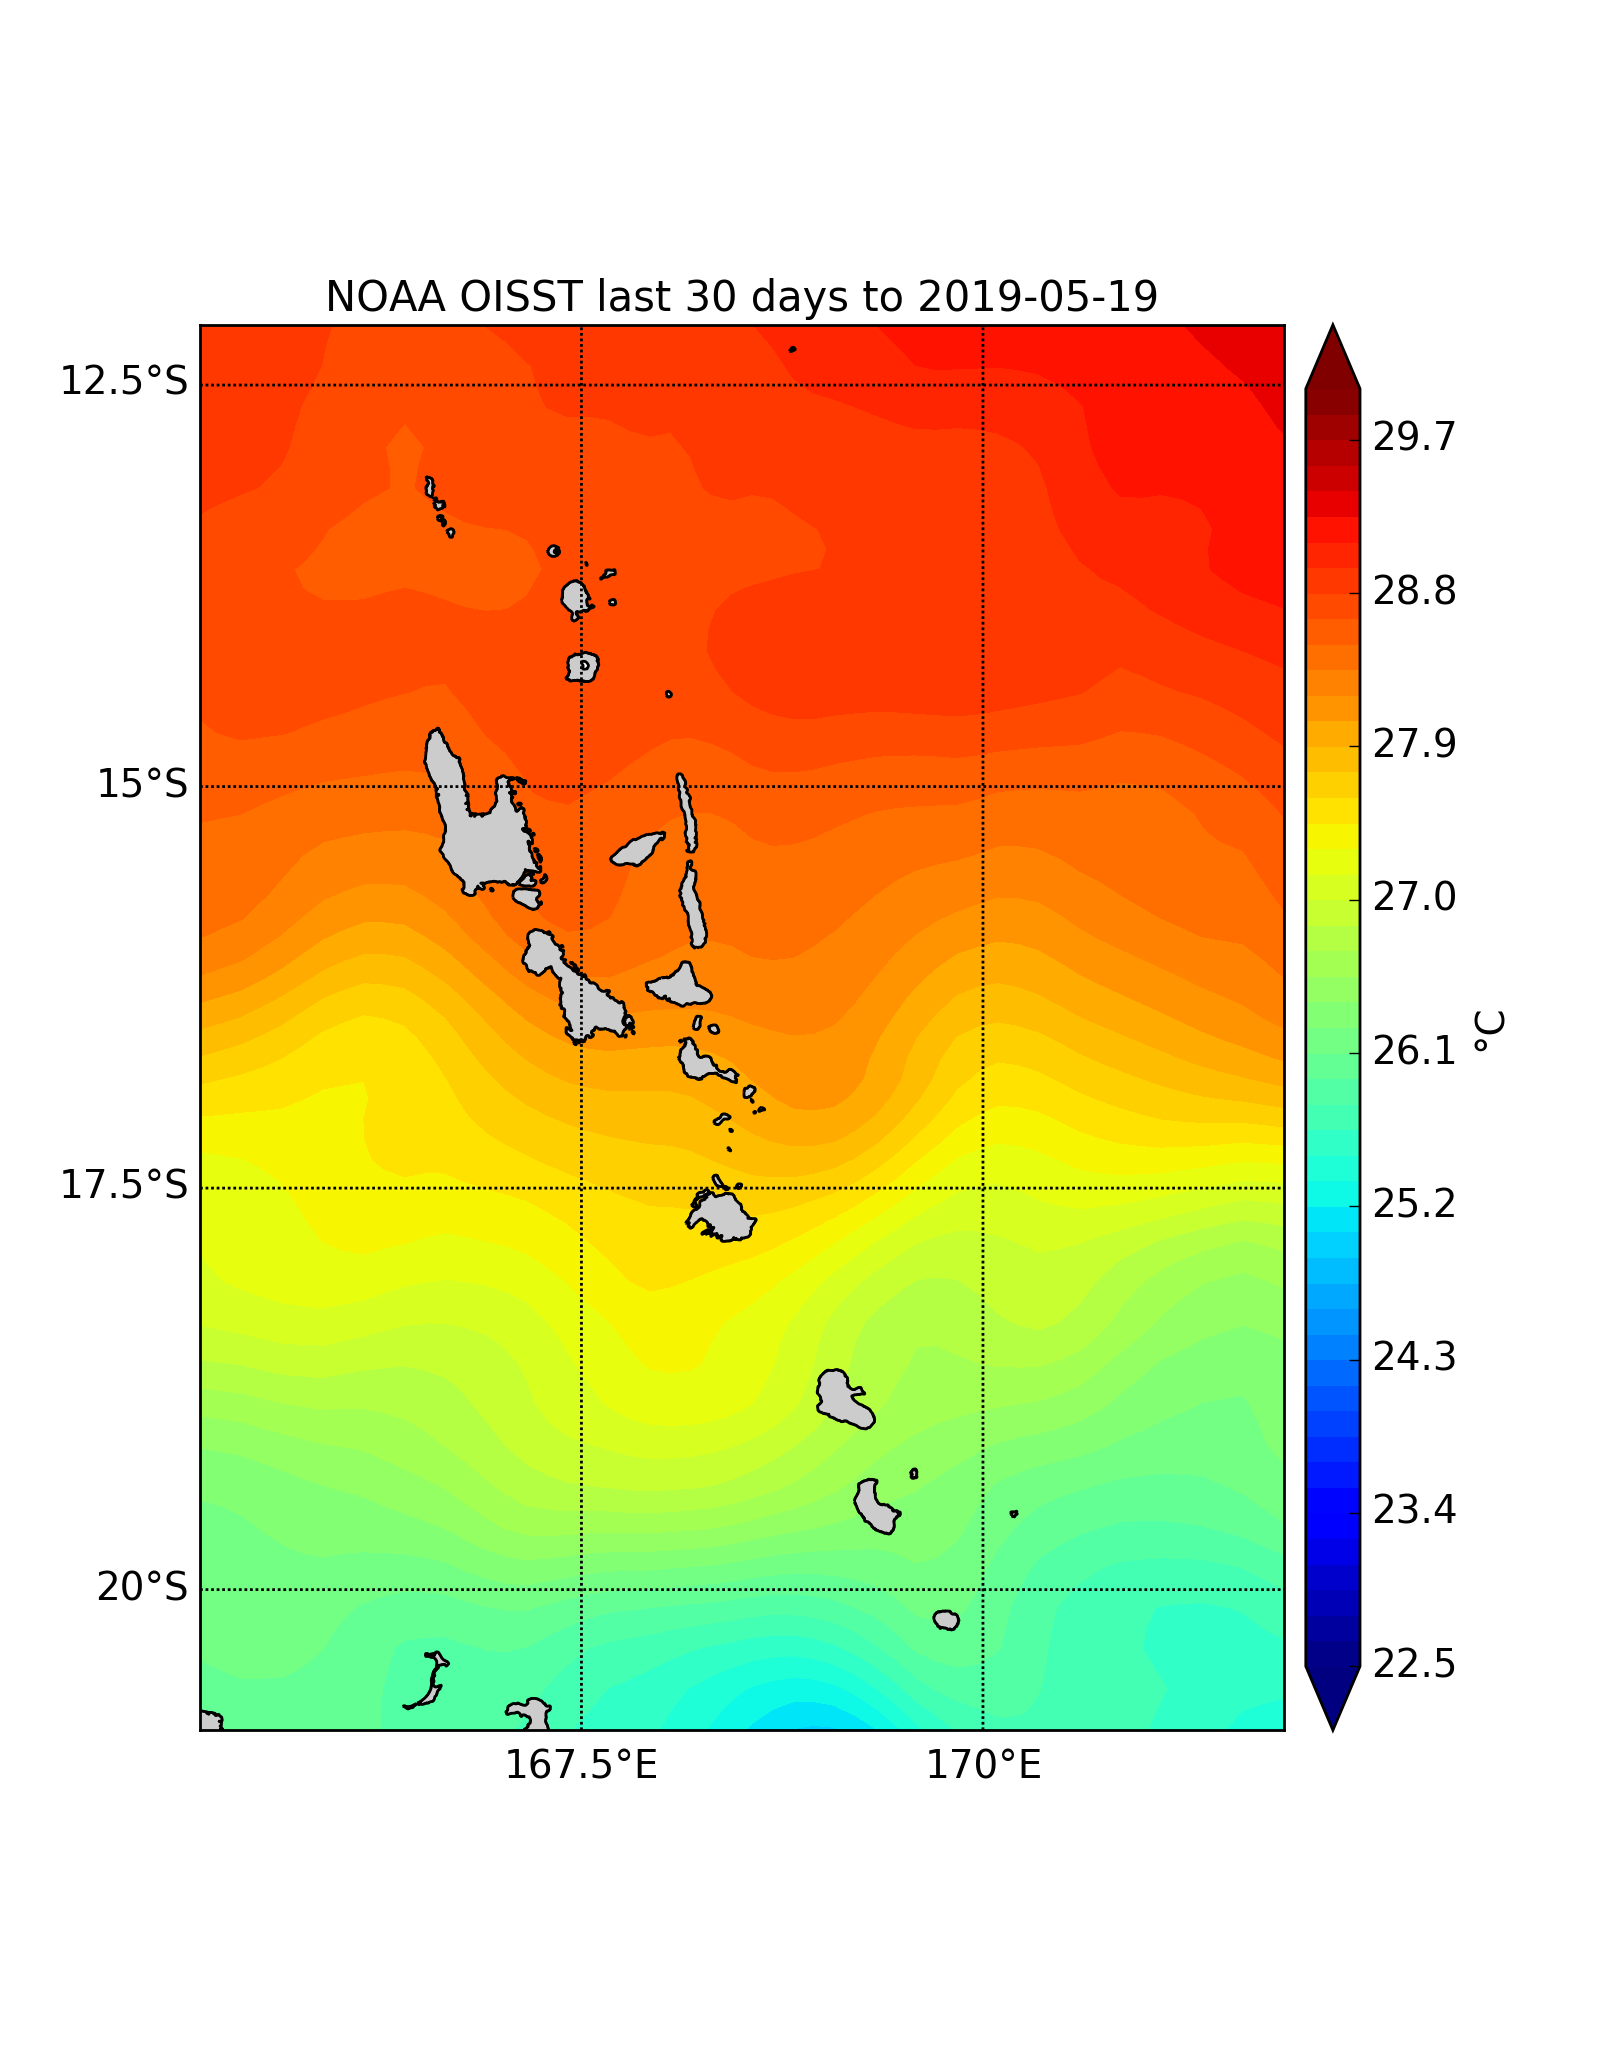 NOAA OISST last 30 days to 2019-05-19
12.5°S
15°S
17.5°S
20°S
167.5°E
170°E
29.7
28.8
27.9
27.0
26.1
25.2
24.3
23.4
22.5
°C